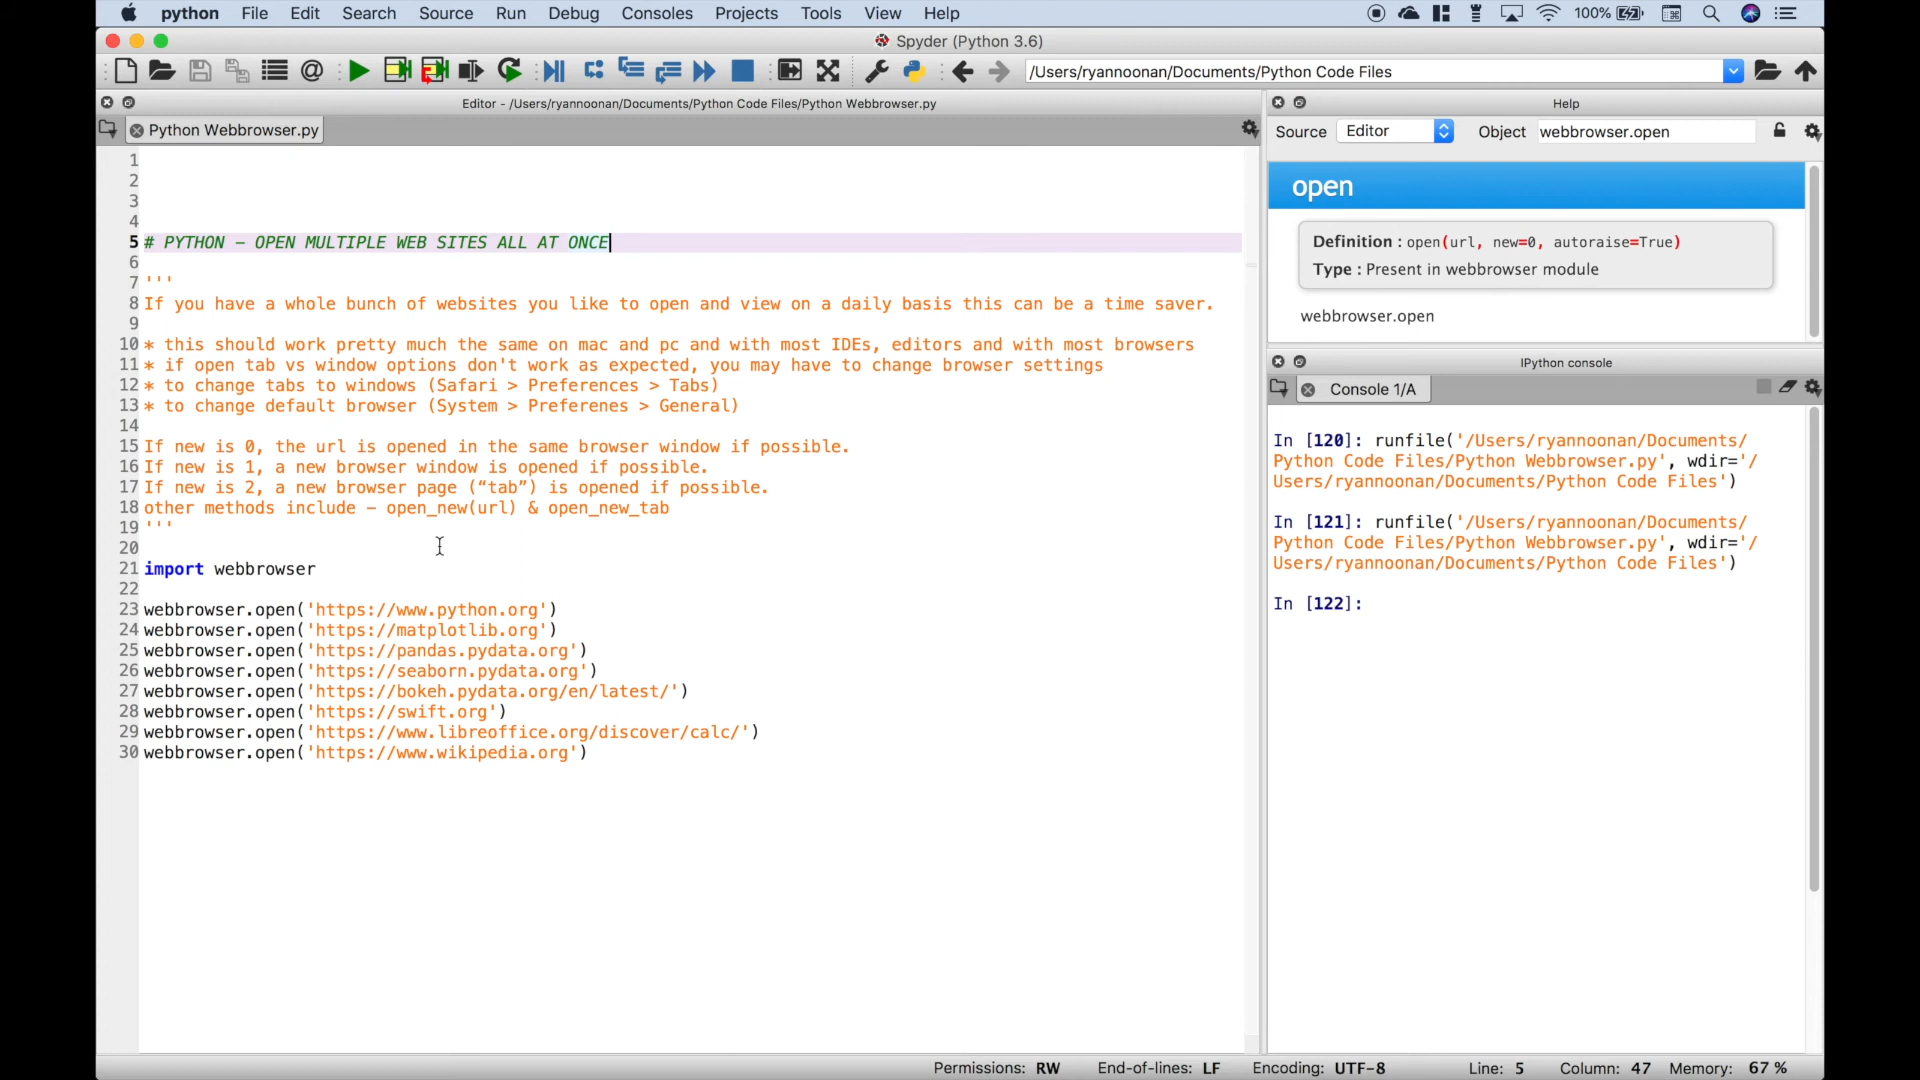 python File Edit Search Source Run Debug Consoles Projects Tools View Help 100%
Spyder (Python 3.6)
/Users/ryannoonan/Documents/Python Code Files
Editor - /Users/ryannoonan/Documents/Python Code Files/Python Webbrowser.py
Python Webbrowser.py
1
2
3
4
5 # PYTHON – OPEN MULTIPLE WEB SITES ALL AT ONCE
6
7 '''
8 If you have a whole bunch of websites you like to open and view on a daily basis this can be a time saver.
9
10 * this should work pretty much the same on mac and pc and with most IDEs, editors and with most browsers
11 * if open tab vs window options don't work as expected, you may have to change browser settings
12 * to change tabs to windows (Safari > Preferences > Tabs)
13 * to change default browser (System > Preferenes > General)
14
15 If new is 0, the url is opened in the same browser window if possible.
16 If new is 1, a new browser window is opened if possible.
17 If new is 2, a new browser page (“tab”) is opened if possible.
18 other methods include – open_new(url) & open_new_tab
19 '''
20
21 import webbrowser
22
23 webbrowser.open('https://www.python.org')
24 webbrowser.open('https://matplotlib.org')
25 webbrowser.open('https://pandas.pydata.org')
26 webbrowser.open('https://seaborn.pydata.org')
27 webbrowser.open('https://bokeh.pydata.org/en/latest/')
28 webbrowser.open('https://swift.org')
29 webbrowser.open('https://www.libreoffice.org/discover/calc/')
30 webbrowser.open('https://www.wikipedia.org')
Help
Source Editor Object webbrowser.open
open
Definition : open(url, new=0, autoraise=True)
Type : Present in webbrowser module
webbrowser.open
IPython console
Console 1/A
In [120]: runfile('/Users/ryannoonan/Documents/
Python Code Files/Python Webbrowser.py', wdir='/
Users/ryannoonan/Documents/Python Code Files')
In [121]: runfile('/Users/ryannoonan/Documents/
Python Code Files/Python Webbrowser.py', wdir='/
Users/ryannoonan/Documents/Python Code Files')
In [122]:
Permissions: RW End-of-lines: LF Encoding: UTF-8 Line: 5 Column: 47 Memory: 67 %